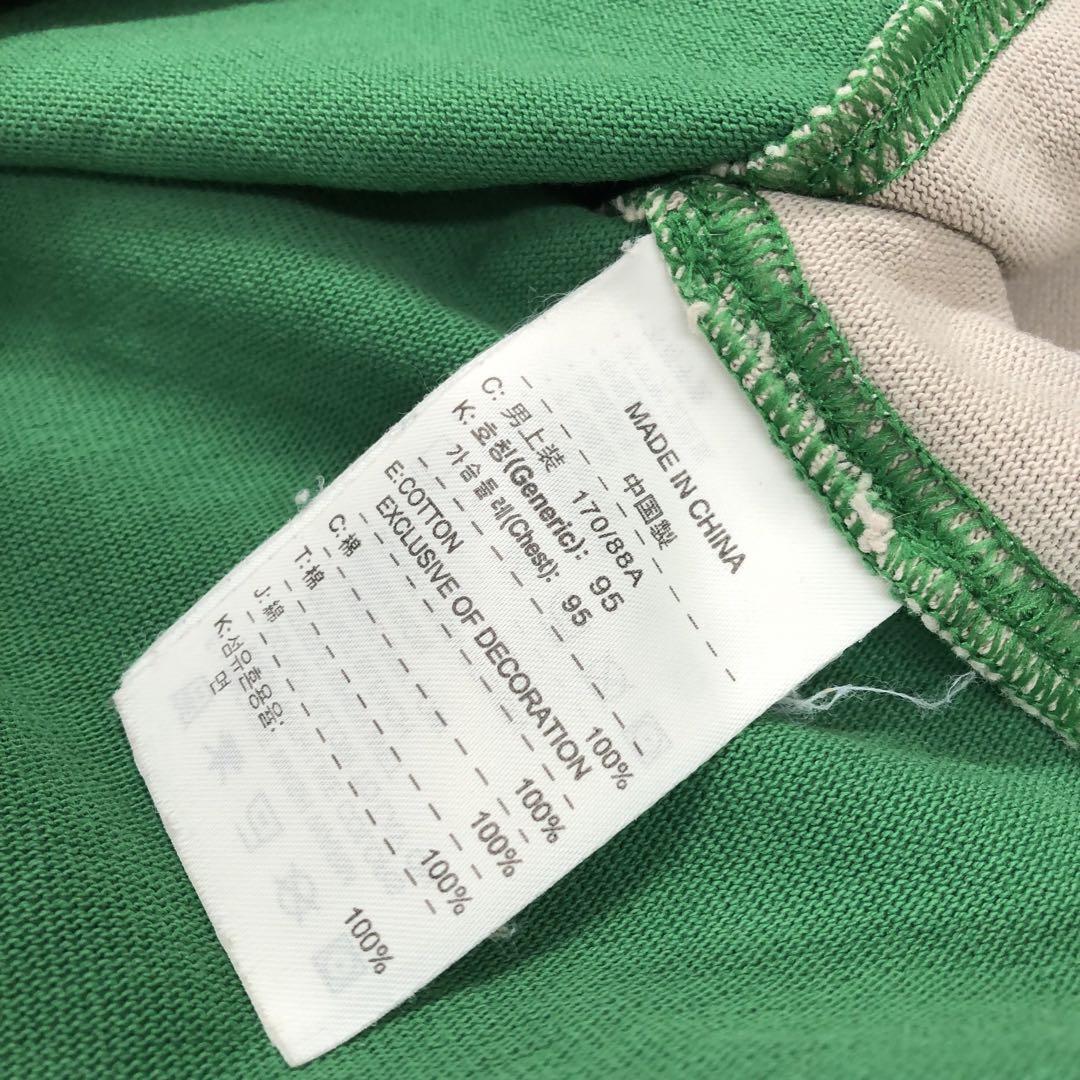 MADE IN CHINA
中国製
C: 男上装 170/88A
K: 호칭(Generic): 95
가슴둘레(Chest): 95
E:COTTON 100%
EXCLUSIVE OF DECORATION
C:棉 100%
T:棉 100%
J:綿 100%
K:섬유혼용율:
면 100%